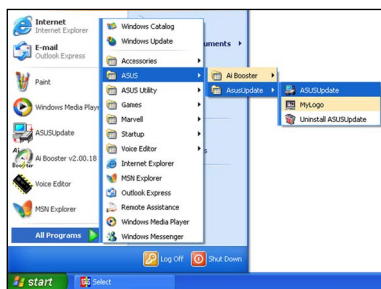 Internet
Internet Explorer
E-mail
Outlook Express
Paint
Windows Media Play
ASUSUpdate
Ai Booster v2.00.18
Voice Editor
MSN Explorer
All Programs
uments
s
Windows Catalog
Windows Update
Accessories
ASUS
ASUS Utility
Games
Marvell
Startup
Voice Editor
Internet Explorer
MSN Explorer
Outlook Express
Remote Assistance
Windows Media Player
Windows Messenger
Ai Booster
AsusUpdate
ASUSUpdate
MyLogo
Uninstall ASUSUpdate
Log Off
Shut Down
start
Select